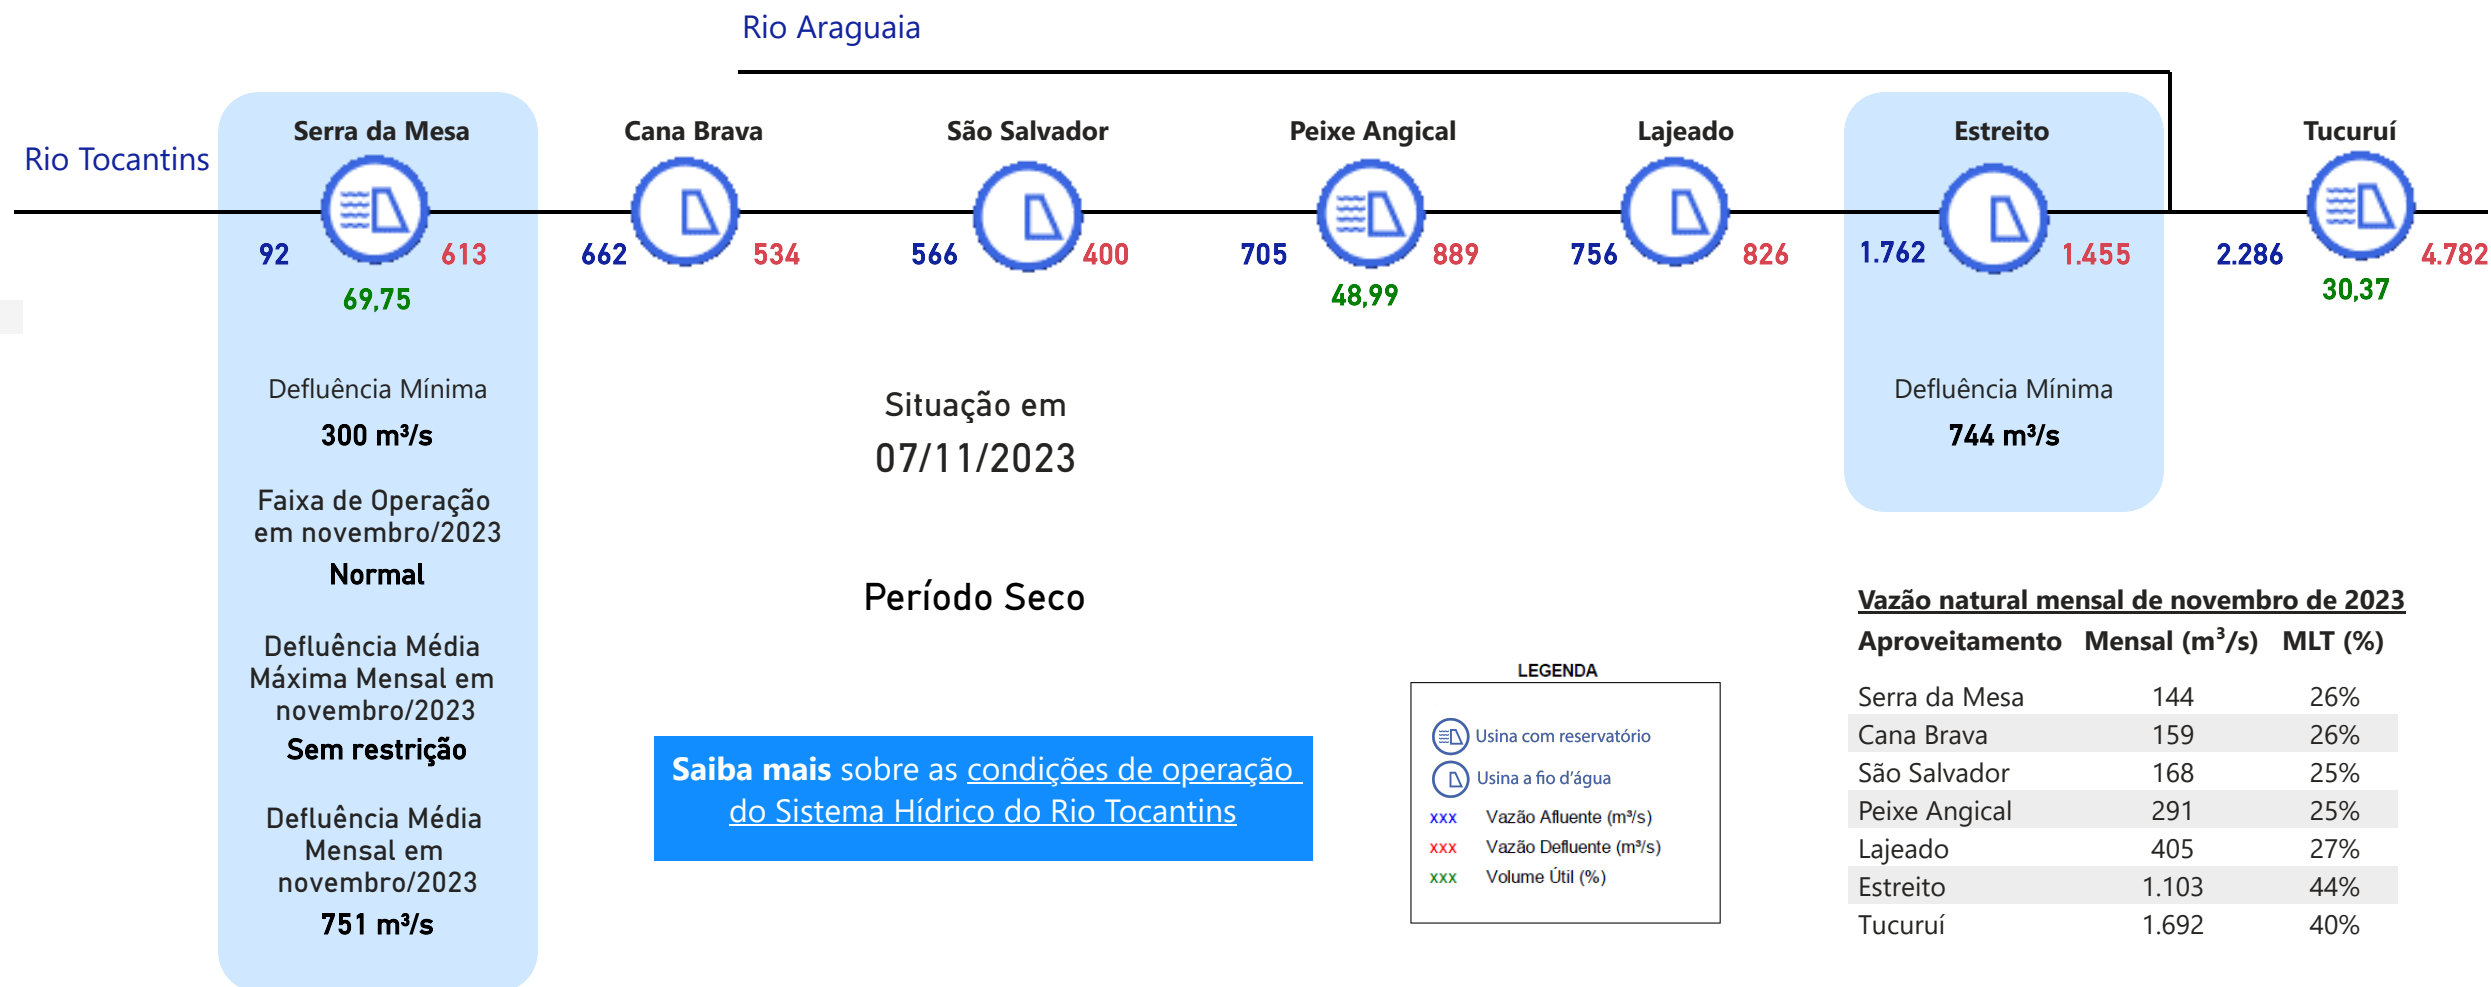 Rio Araguaia
Rio Tocantins
Serra da Mesa
92
613
69,75
Cana Brava
662
534
São Salvador
566
400
Peixe Angical
705
889
48,99
Lajeado
756
826
Estreito
1.762
1.455
Tucuruí
2.286
4.782
30,37
Defluência Mínima
300 m³/s
Faixa de Operação
em novembro/2023
Normal
Defluência Média
Máxima Mensal em
novembro/2023
Sem restrição
Defluência Média
Mensal em
novembro/2023
751 m³/s
Situação em
07/11/2023
Período Seco
Saiba mais sobre as condições de operação
do Sistema Hídrico do Rio Tocantins
Defluência Mínima
744 m³/s
LEGENDA
Usina com reservatório
Usina a fio d'água
xxx Vazão Afluente (m³/s)
xxx Vazão Defluente (m³/s)
xxx Volume Útil (%)
Vazão natural mensal de novembro de 2023
Aproveitamento Mensal (m³/s) MLT (%)
Serra da Mesa 144 26%
Cana Brava 159 26%
São Salvador 168 25%
Peixe Angical 291 25%
Lajeado 405 27%
Estreito 1.103 44%
Tucuruí 1.692 40%